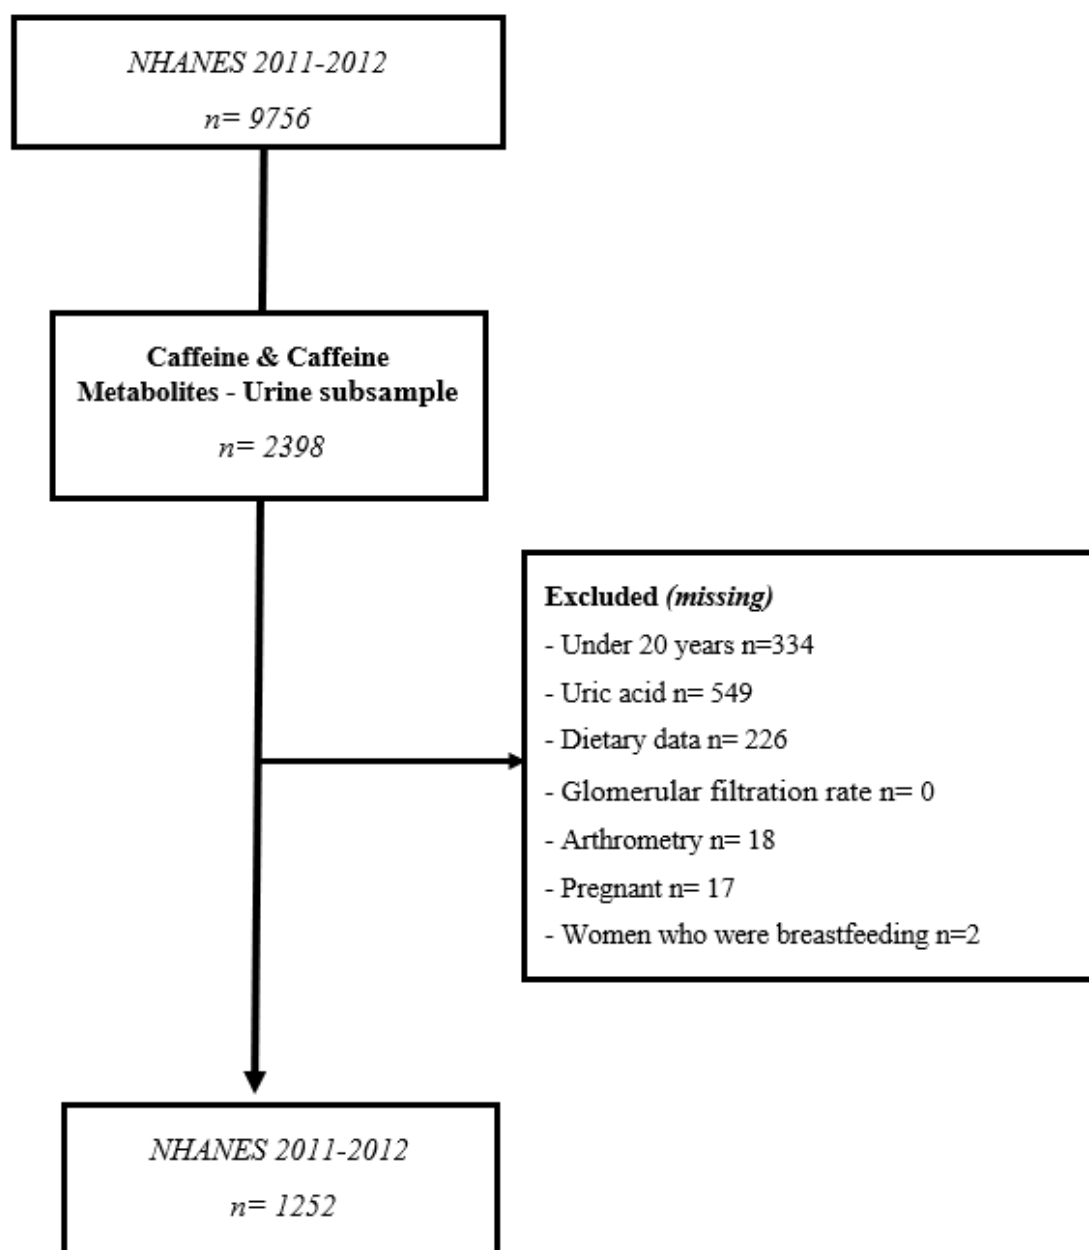 NHANES 2011-2012
n= 9756
Caffeine & Caffeine
Metabolites - Urine subsample
n= 2398
Excluded (missing)
- Under 20 years n=334
- Uric acid n= 549
- Dietary data n= 226
- Glomerular filtration rate n= 0
- Arthrometry n= 18
- Pregnant n= 17
- Women who were breastfeeding n=2
NHANES 2011-2012
n= 1252